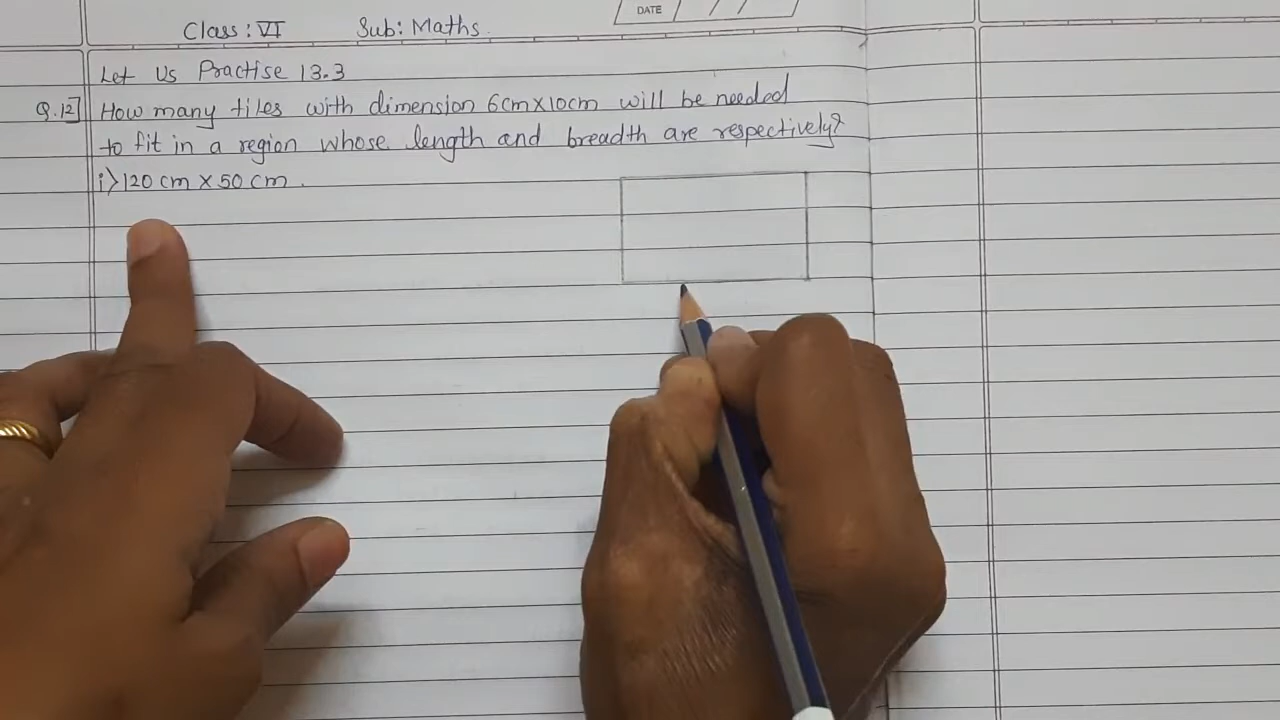 DATE
Class: VI Sub: Maths.
Let Us Practise 13.3
Q.12] How many tiles with dimension 6cm×10cm will be needed
to fit in a region whose length and breadth are respectively?
i) 120 cm × 50 cm.